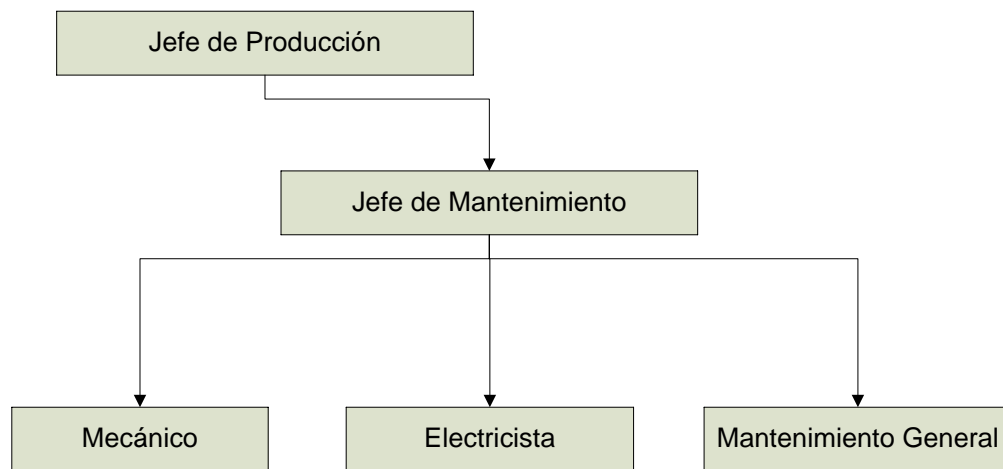 Jefe de Producción
Jefe de Mantenimiento
Mecánico
Electricista
Mantenimiento General